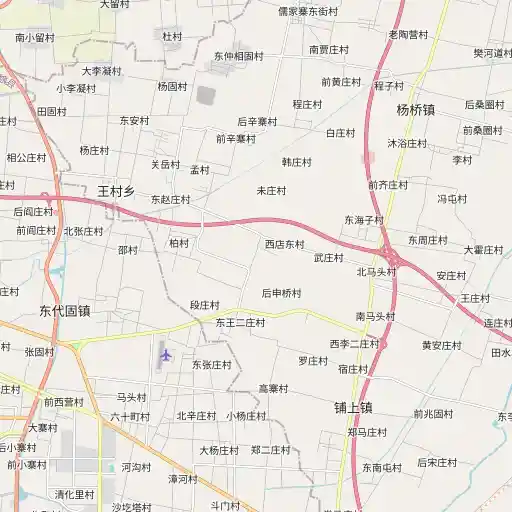 大留村
儒家寨东街村
南小留村
杜村
老陶营村
东仲相固村
南贾庄村
樊河道村
大李凝村
小李凝村
杨固村
前黄庄村
程子村
田固村
程庄村
杨桥镇
后桑圈村
东安村
后辛寨村
白庄村
前桑圈村
前辛寨村
沐浴庄村
杨庄村
相公庄村
关岳村
孟村
韩庄村
李村
王村乡
未庄村
前齐庄村
东赵庄村
冯屯村
后阎庄村
东海子村
前阎庄村
北张庄村
柏村
西店东村
东周庄村
邵村
武庄村
大霍庄村
北马头村
安庄村
后申桥村
王庄村
东代固镇
段庄村
南马头村
东王二庄村
连庄村
西李二庄村
黄安庄村
张固村
东张庄村
罗庄村
田水
宿庄村
马头村
高寨村
前西营村
铺上镇
六十町村
北辛庄村
小杨庄村
前兆固村
大寨村
郑马庄村
后小寨村
大杨庄村
郑二庄村
前小寨村
河沟村
东南屯村
后宋庄村
漳河村
清化里村
沙圪塔村
斗门村